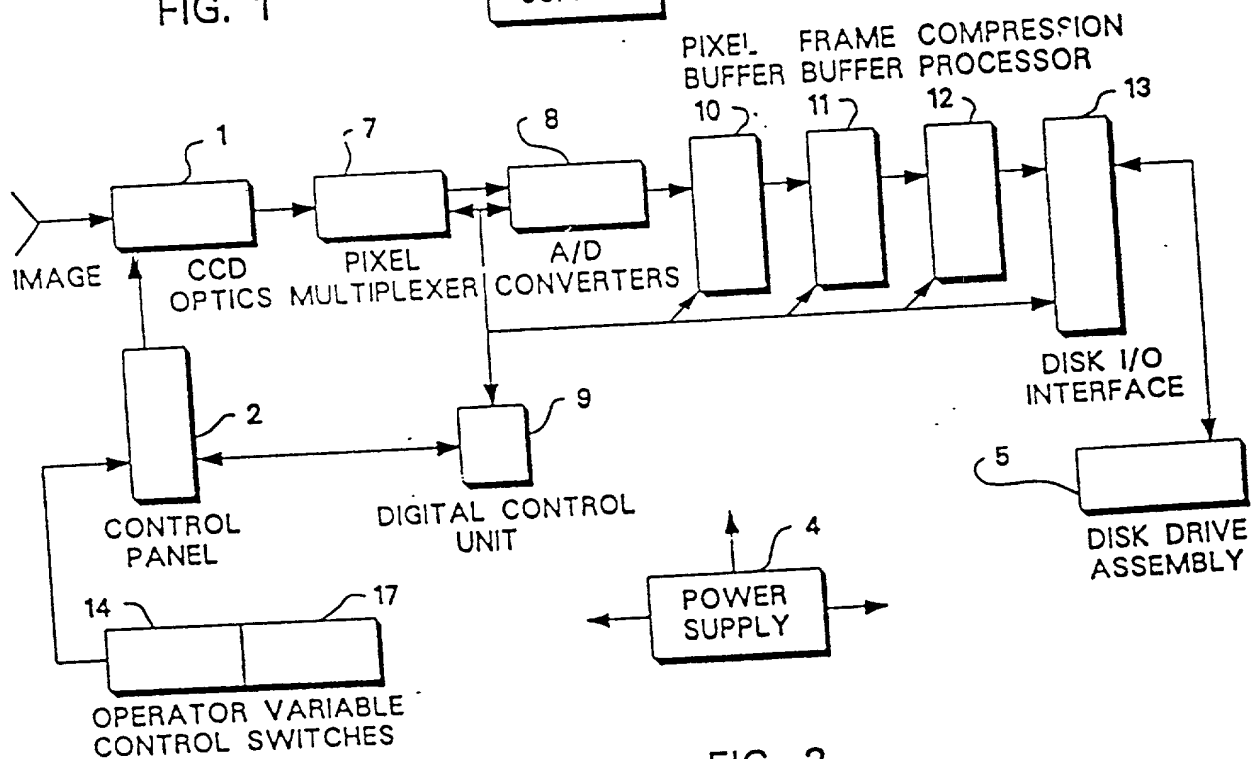 FIG. 1
PIXEL FRAME COMPRESSION
BUFFER BUFFER PROCESSOR
1
7
8
10
11
12
13
IMAGE
CCD
OPTICS
PIXEL
MULTIPLEXER
A/D
CONVERTERS
DISK I/O
INTERFACE
2
9
CONTROL
PANEL
DIGITAL CONTROL
UNIT
5
DISK DRIVE
ASSEMBLY
4
POWER
SUPPLY
14
17
OPERATOR VARIABLE
CONTROL SWITCHES